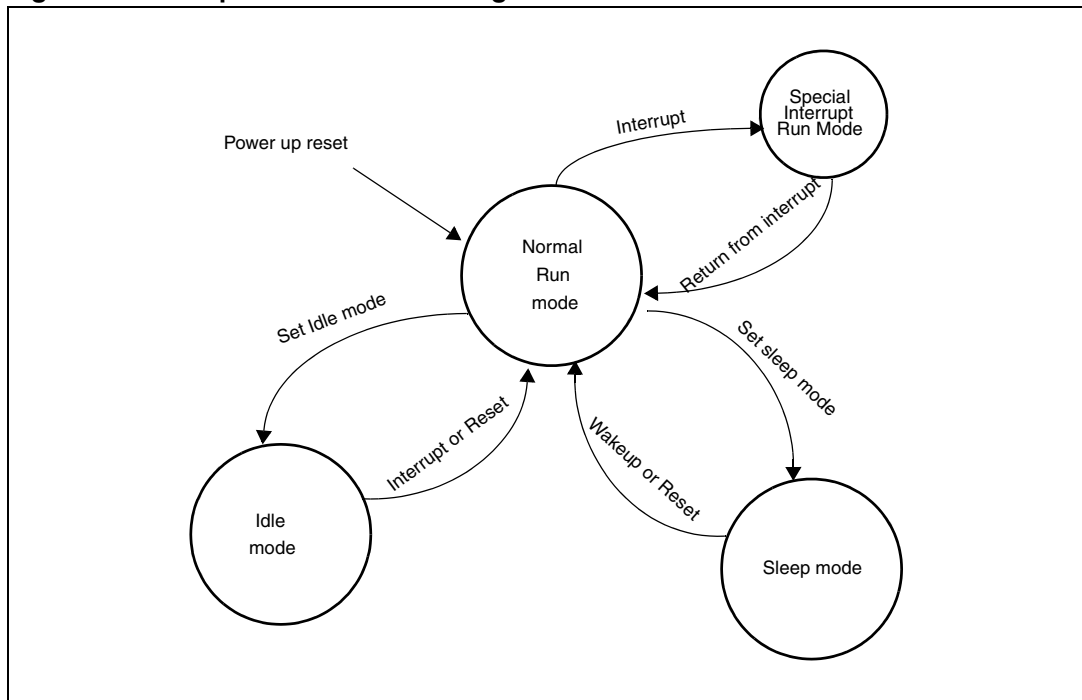 Power up reset
Interrupt
Special
Interrupt
Run Mode
Return from interrupt
Normal
Run
mode
Set Idle mode
Set sleep mode
Interrupt or Reset
Wakeup or Reset
Idle
mode
Sleep mode